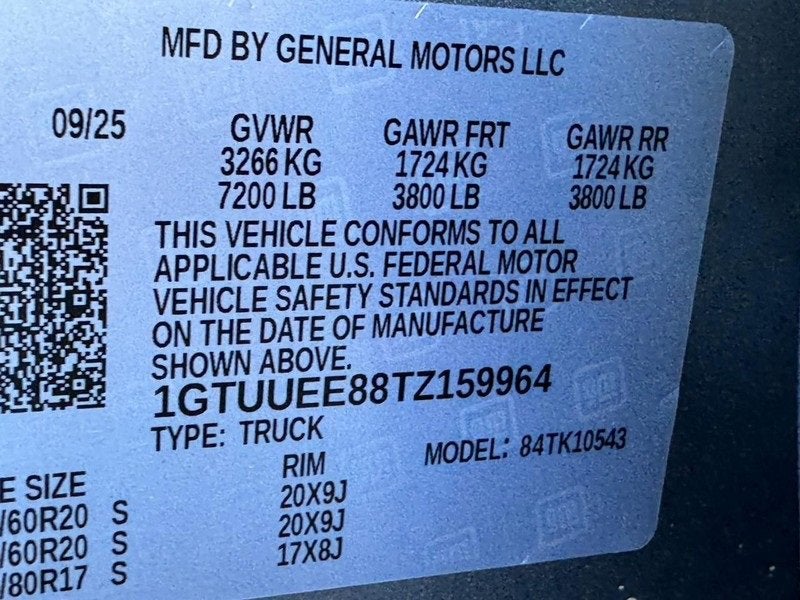 MFD BY GENERAL MOTORS LLC
09/25 GVWR GAWR FRT GAWR RR
3266 KG 1724 KG 1724 KG
7200 LB 3800 LB 3800 LB
THIS VEHICLE CONFORMS TO ALL
APPLICABLE U.S. FEDERAL MOTOR
VEHICLE SAFETY STANDARDS IN EFFECT
ON THE DATE OF MANUFACTURE
SHOWN ABOVE.
1GTUUEE88TZ159964
TYPE: TRUCK MODEL: 84TK10543
E SIZE RIM
/60R20 S 20X9J
/60R20 S 20X9J
/80R17 S 17X8J